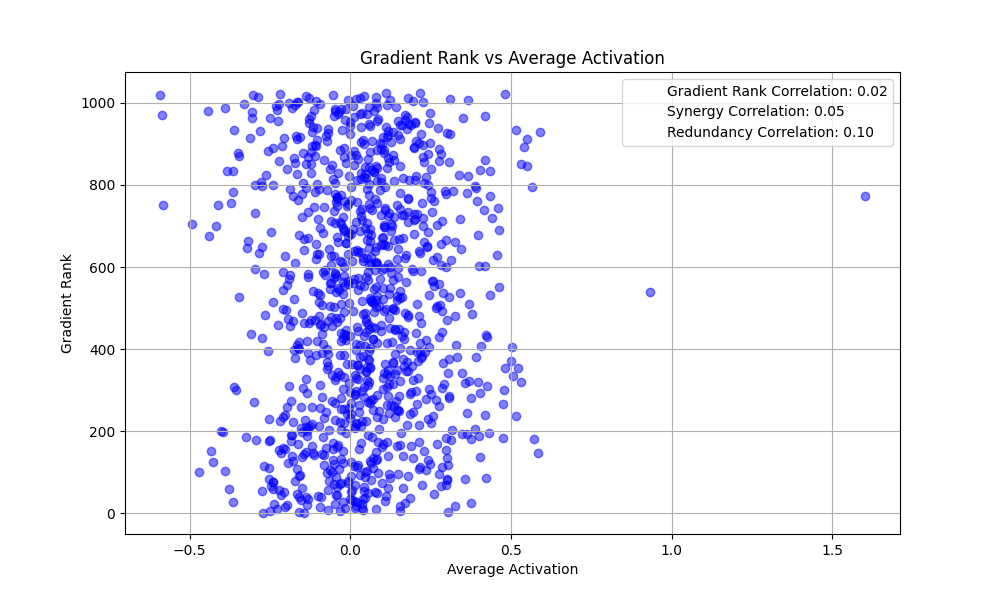 Gradient Rank vs Average Activation
Gradient Rank Correlation: 0.02
Synergy Correlation: 0.05
Redundancy Correlation: 0.10
1000
800
600
400
200
0
Gradient Rank
−0.5
0.0
0.5
1.0
1.5
Average Activation